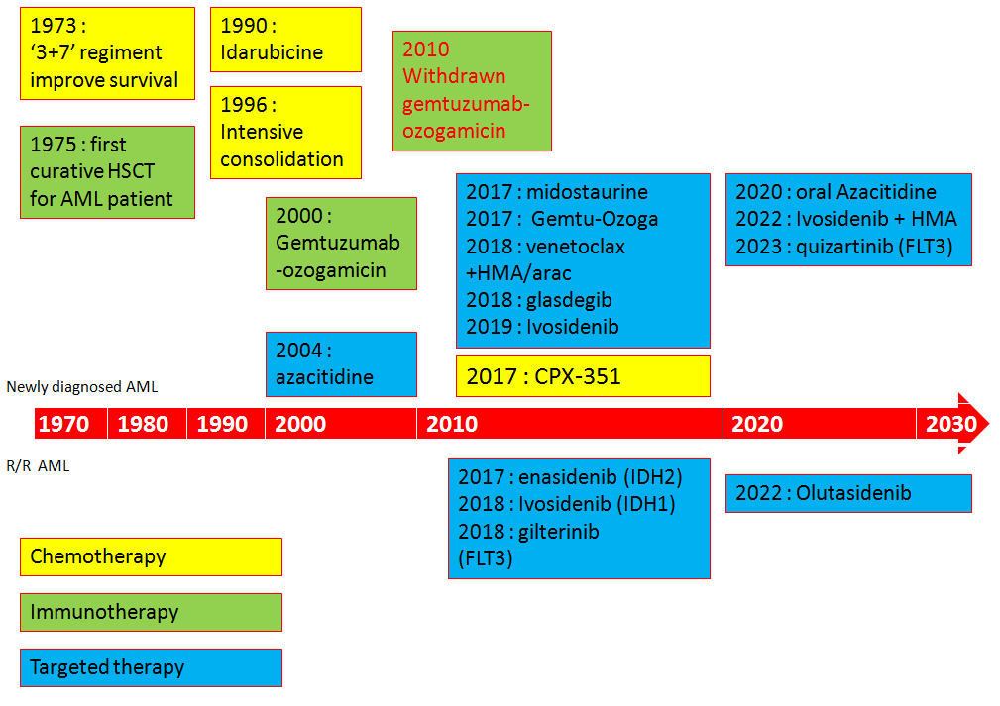 1973 :
‘3+7’ regiment
improve survival
1990 :
Idarubicine
2010
Withdrawn
gemtuzumab-
ozogamicin
1996 :
Intensive
consolidation
1975 : first
curative HSCT
for AML patient
2000 :
Gemtuzumab
-ozogamicin
2017 : midostaurine
2017 : Gemtu-Ozoga
2018 : venetoclax
+HMA/arac
2018 : glasdegib
2019 : Ivosidenib
2020 : oral Azacitidine
2022 : Ivosidenib + HMA
2023 : quizartinib (FLT3)
2004 :
azacitidine
2017 : CPX-351
Newly diagnosed AML
1970 1980 1990 2000 2010 2020 2030
R/R AML
2017 : enasidenib (IDH2)
2018 : Ivosidenib (IDH1)
2018 : gilterinib
(FLT3)
2022 : Olutasidenib
Chemotherapy
Immunotherapy
Targeted therapy